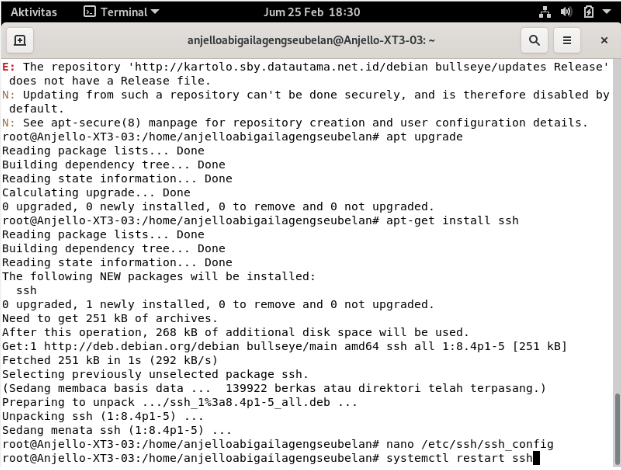 Aktivitas
Terminal
Jum 25 Feb 18:30
anjelloabigailagengseubelan@Anjello-XT3-03: ~
E: The repository 'http://kartolo.sby.datautama.net.id/debian bullseye/updates Release'
does not have a Release file.
N: Updating from such a repository can't be done securely, and is therefore disabled by
default.
N: See apt-secure(8) manpage for repository creation and user configuration details.
root@Anjello-XT3-03:/home/anjelloabigailagengseubelan# apt upgrade
Reading package lists... Done
Building dependency tree... Done
Reading state information... Done
Calculating upgrade... Done
0 upgraded, 0 newly installed, 0 to remove and 0 not upgraded.
root@Anjello-XT3-03:/home/anjelloabigailagengseubelan# apt-get install ssh
Reading package lists... Done
Building dependency tree... Done
Reading state information... Done
The following NEW packages will be installed:
ssh
0 upgraded, 1 newly installed, 0 to remove and 0 not upgraded.
Need to get 251 kB of archives.
After this operation, 268 kB of additional disk space will be used.
Get:1 http://deb.debian.org/debian bullseye/main amd64 ssh all 1:8.4p1-5 [251 kB]
Fetched 251 kB in 1s (292 kB/s)
Selecting previously unselected package ssh.
(Sedang membaca basis data ... 139922 berkas atau direktori telah terpasang.)
Preparing to unpack .../ssh_1%3a8.4p1-5_all.deb ...
Unpacking ssh (1:8.4p1-5) ...
Sedang menata ssh (1:8.4p1-5) ...
root@Anjello-XT3-03:/home/anjelloabigailagengseubelan# nano /etc/ssh/ssh_config
root@Anjello-XT3-03:/home/anjelloabigailagengseubelan# systemctl restart ssh